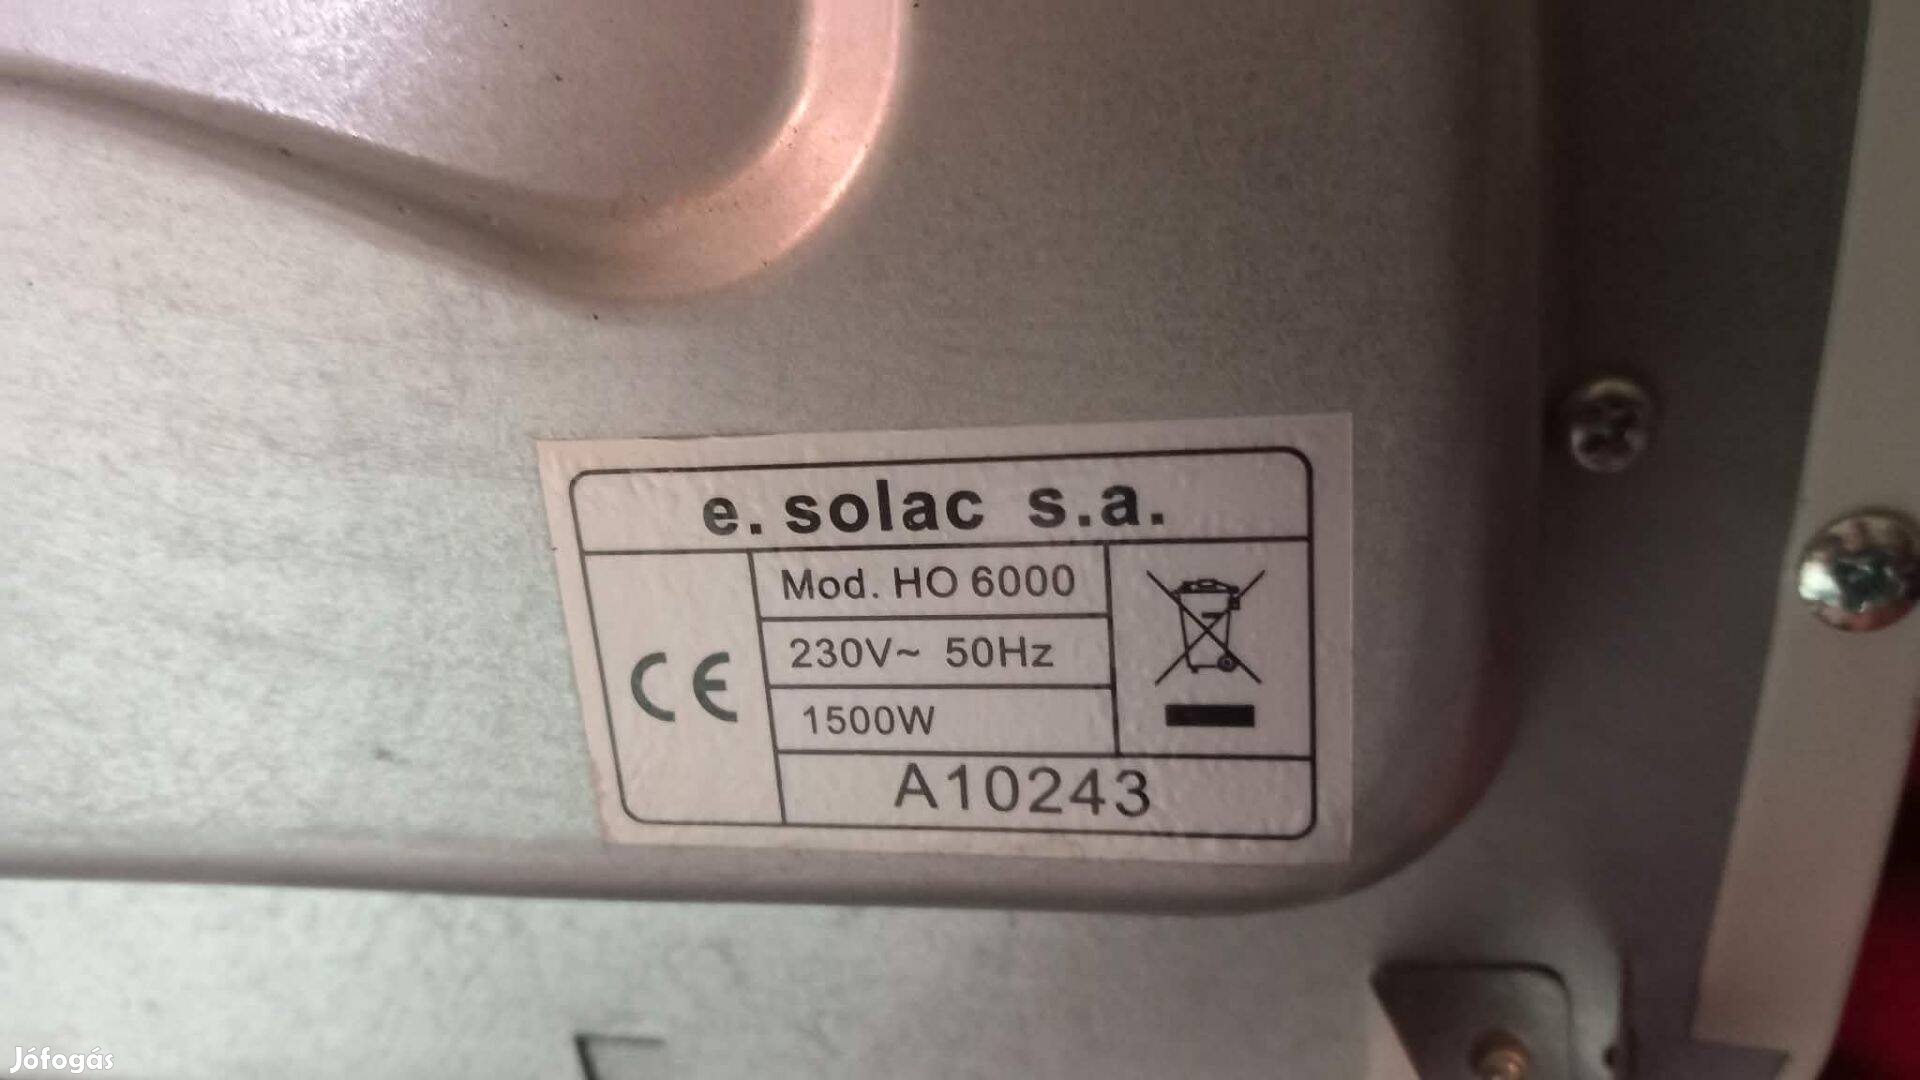 e. solac s.a.
Mod. HO 6000
230V~ 50Hz
1500W
CE
A10243
Jófogás